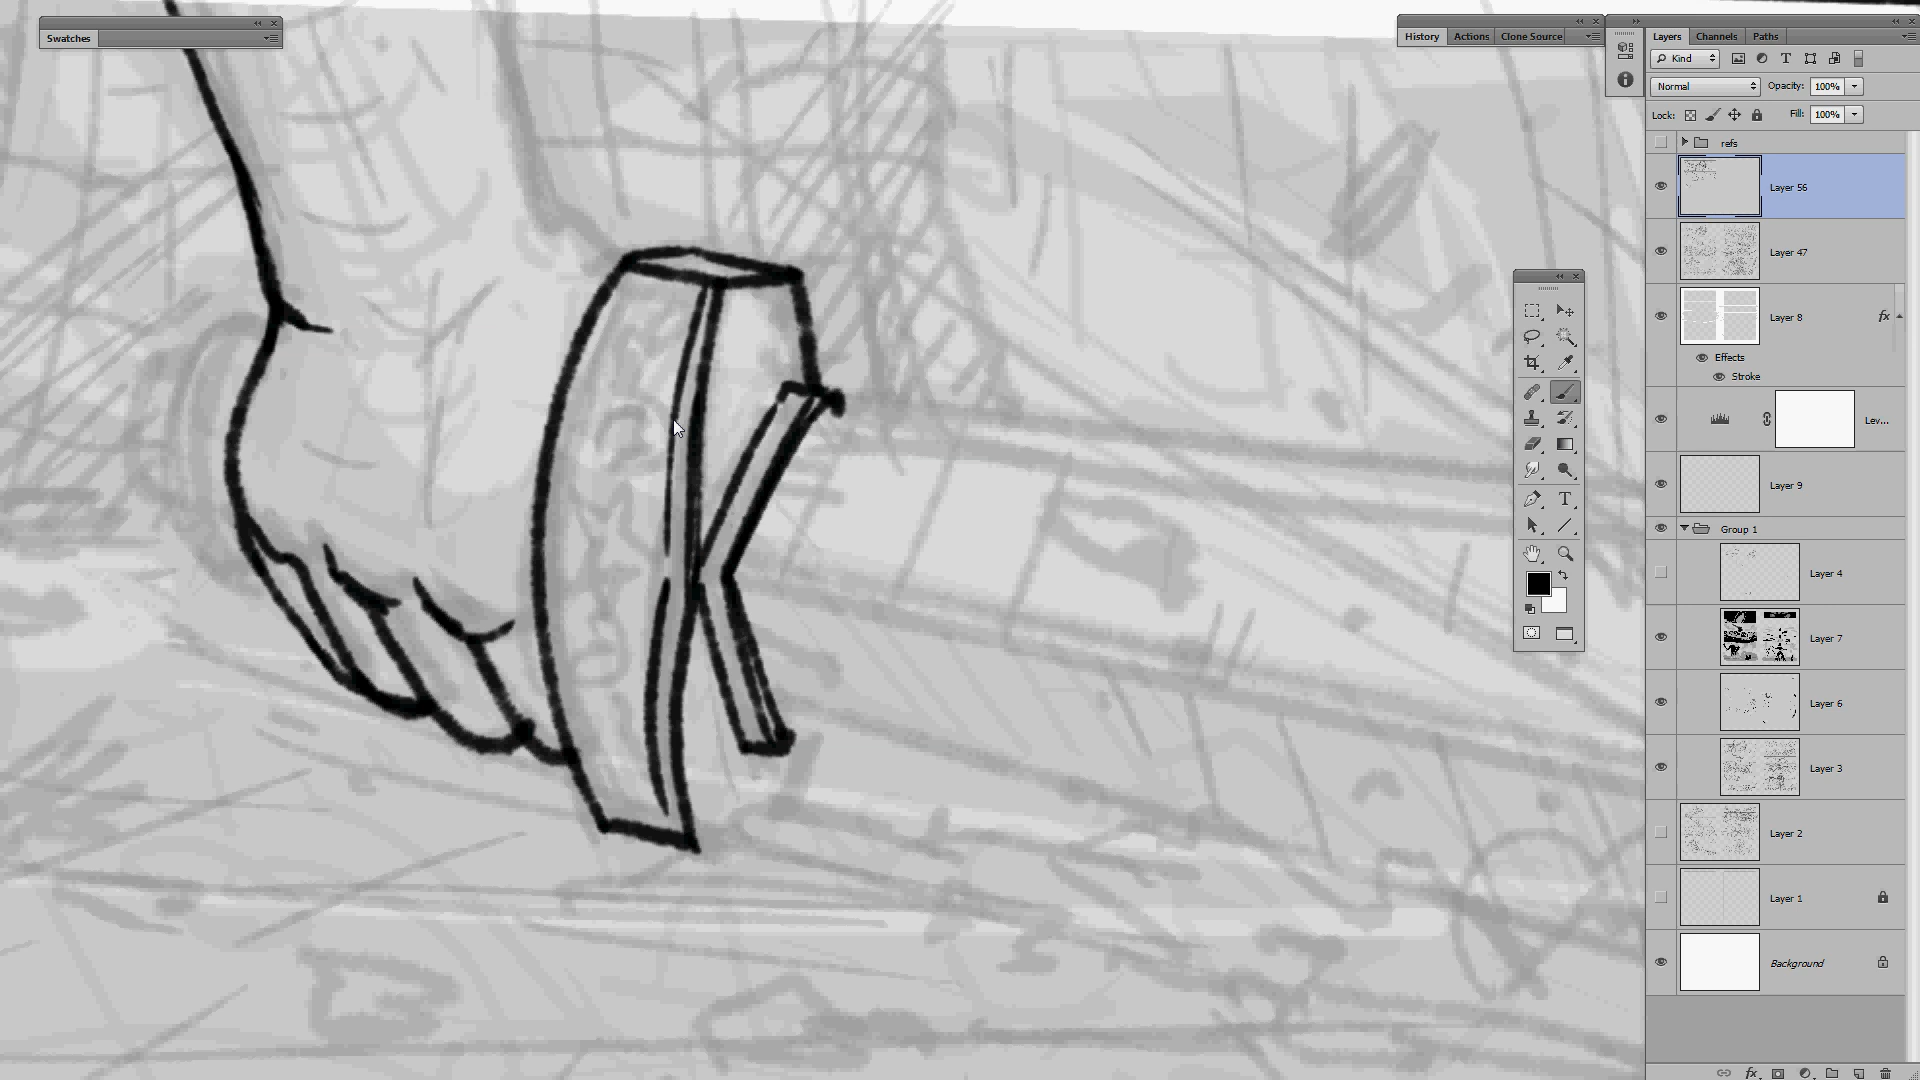 Swatches
History Actions Clone Source
Layers Channels Paths
Kind
Normal Opacity: 100%
Lock: Fill: 100%
refs
Layer 56
Layer 47
Layer 8 fx
Effects
Stroke
Lev...
Layer 9
Group 1
Layer 4
Layer 7
Layer 6
Layer 3
Layer 2
Layer 1
Background
fx